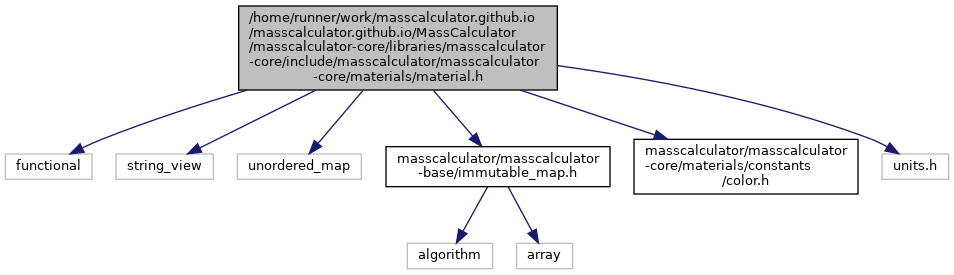 /home/runner/work/masscalculator.github.io
/masscalculator.github.io/MassCalculator
/masscalculator-core/libraries/masscalculator
-core/include/masscalculator/masscalculator
-core/materials/material.h
functional
string_view
unordered_map
masscalculator/masscalculator
-base/immutable_map.h
masscalculator/masscalculator
-core/materials/constants
/color.h
units.h
algorithm
array